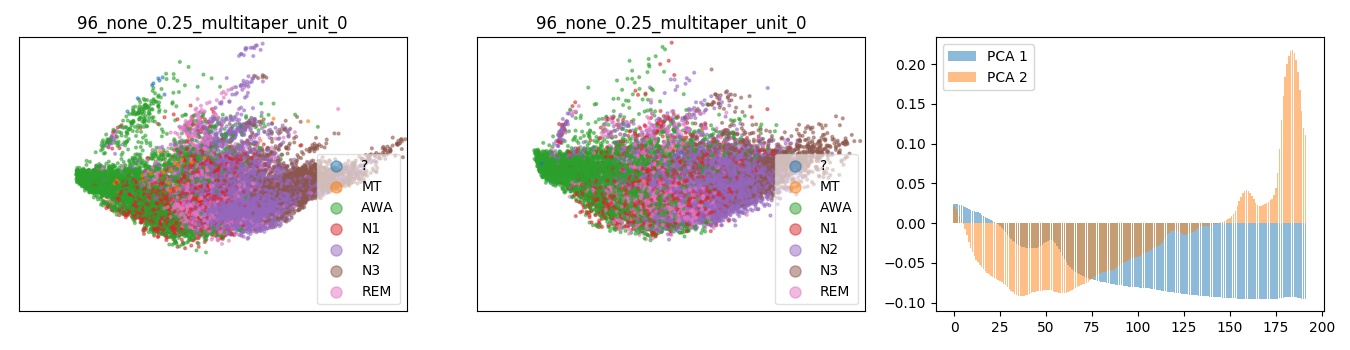 96_none_0.25_multitaper_unit_0
?
MT
AWA
N1
N2
N3
REM
96_none_0.25_multitaper_unit_0
?
MT
AWA
N1
N2
N3
REM
PCA 1
PCA 2
0.20
0.15
0.10
0.05
0.00
−0.05
−0.10
0 25 50 75 100 125 150 175 200